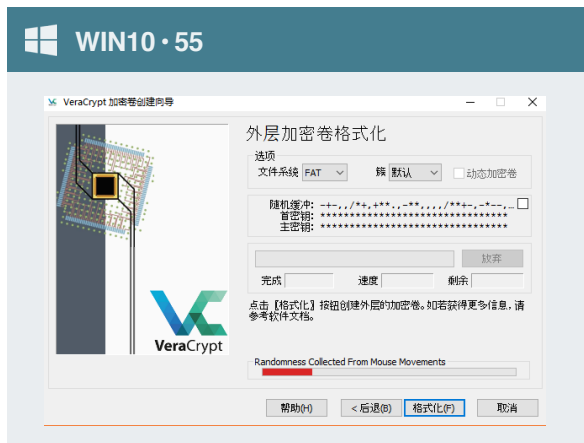 WIN10·55
VeraCrypt 加密卷创建向导
外层加密卷格式化
选项
文件系统 FAT 簇 默认 动态加密卷
随机缓冲: -+-,,/*+,+**.,-**,,,,/**+-,-*--,...
首密钥: ********************************
主密钥: ********************************
放弃
完成 速度 剩余
点击【格式化】按钮创建外层的加密卷。如若获得更多信息，请
参考软件文档。
VeraCrypt
Randomness Collected From Mouse Movements
帮助(H) < 后退(B) 格式化(F) 取消